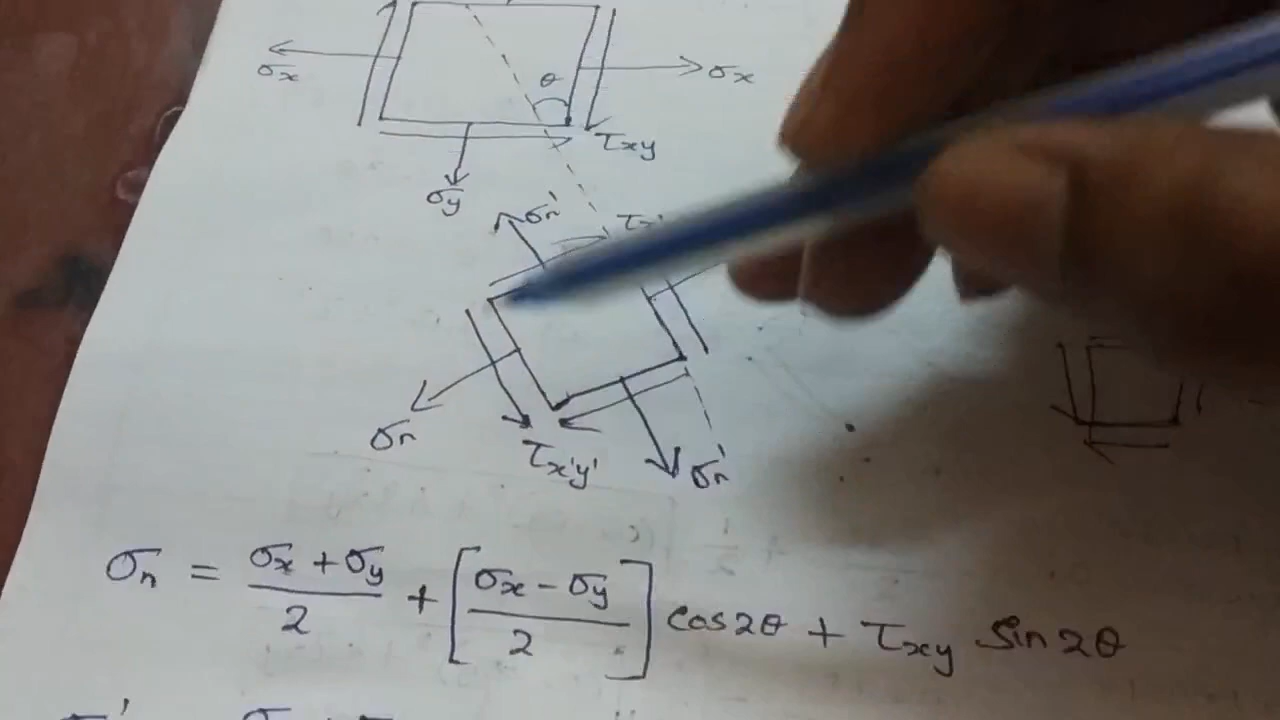 σx θ σx
τxy
σy
σn'
σn
τx'y'
σn'
σn = (σx + σy)/2 + [(σx - σy)/2] cos2θ + τxy sin2θ